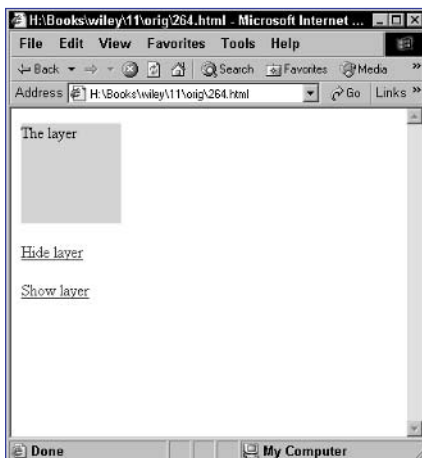 H:\Books\wiley\11\orig\264.html - Microsoft Internet ...
File Edit View Favorites Tools Help
Back Search Favorites Media »
Address H:\Books\wiley\11\orig\264.html Go Links »
The layer
Hide layer
Show layer
Done My Computer